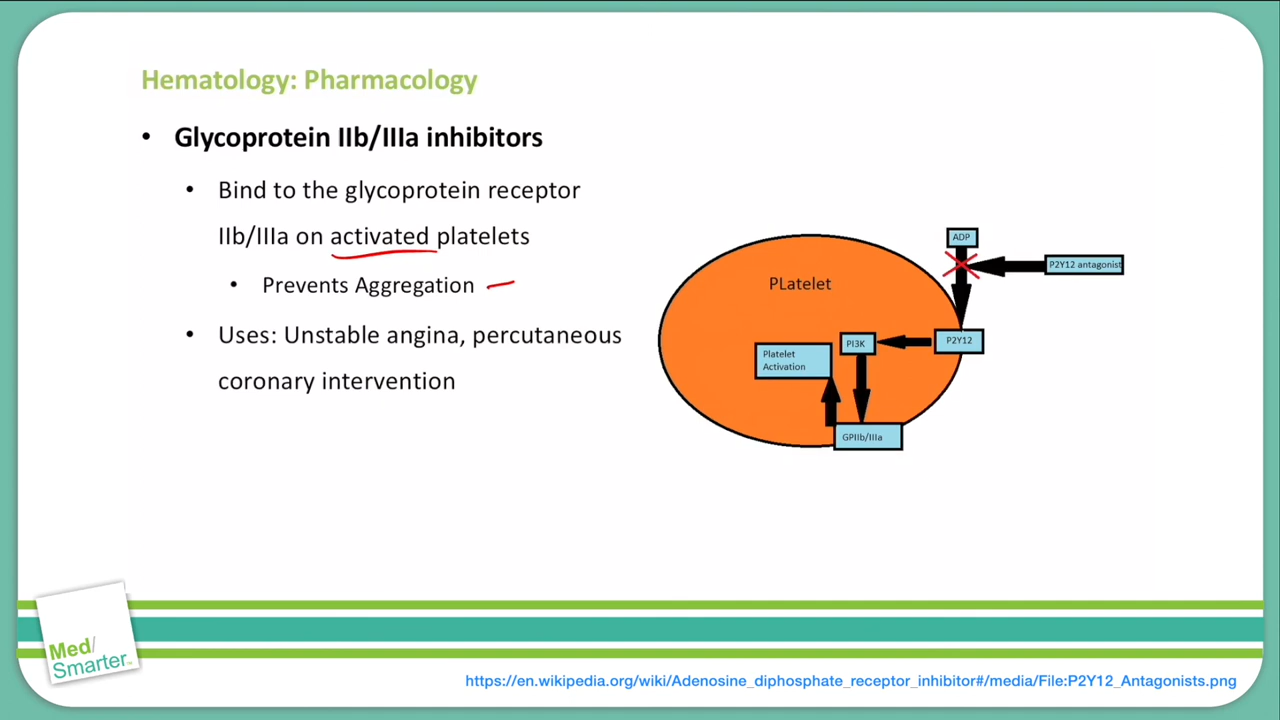 Hematology: Pharmacology
• Glycoprotein IIb/IIIa inhibitors
• Bind to the glycoprotein receptor
IIb/IIIa on activated platelets
• Prevents Aggregation
• Uses: Unstable angina, percutaneous
coronary intervention
ADP
P2Y12 antagonist
PLatelet
P2Y12
PI3K
Platelet
Activation
GPIIb/IIIa
Med/
Smarter™
https://en.wikipedia.org/wiki/Adenosine_diphosphate_receptor_inhibitor#/media/File:P2Y12_Antagonists.png